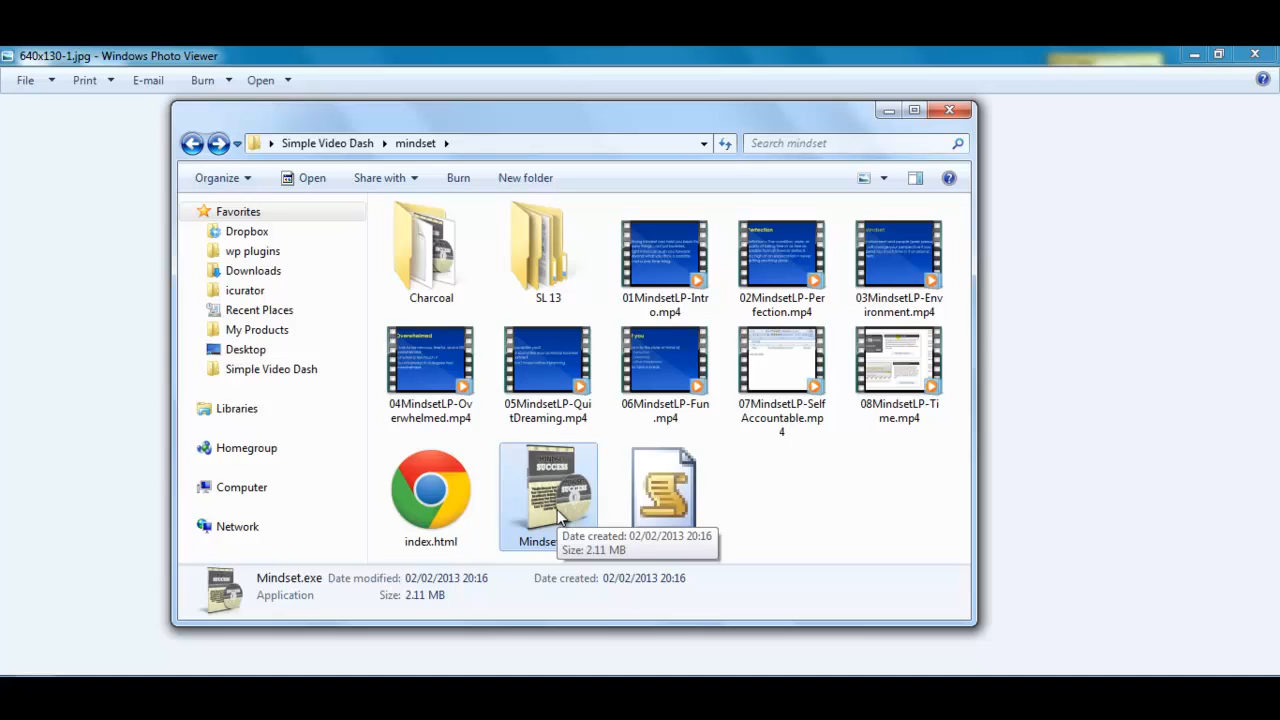 640x130-1.jpg - Windows Photo Viewer
File Print E-mail Burn Open
Simple Video Dash mindset Search mindset
Organize Open Share with Burn New folder
Favorites
Dropbox
wp plugins
Downloads
icurator
Recent Places
My Products
Desktop
Simple Video Dash
Libraries
Homegroup
Computer
Network
Charcoal
SL 13
01MindsetLP-Intr
o.mp4
02MindsetLP-Per
fection.mp4
03MindsetLP-Env
ironment.mp4
04MindsetLP-Ov
erwhelmed.mp4
05MindsetLP-Qui
tDreaming.mp4
06MindsetLP-Fun
.mp4
07MindsetLP-Self
Accountable.mp
4
08MindsetLP-Ti
me.mp4
index.html
SUCCESS
Date created: 02/02/2013 20:16
Size: 2.11 MB
Mindset.exe Date modified: 02/02/2013 20:16 Date created: 02/02/2013 20:16
Application Size: 2.11 MB